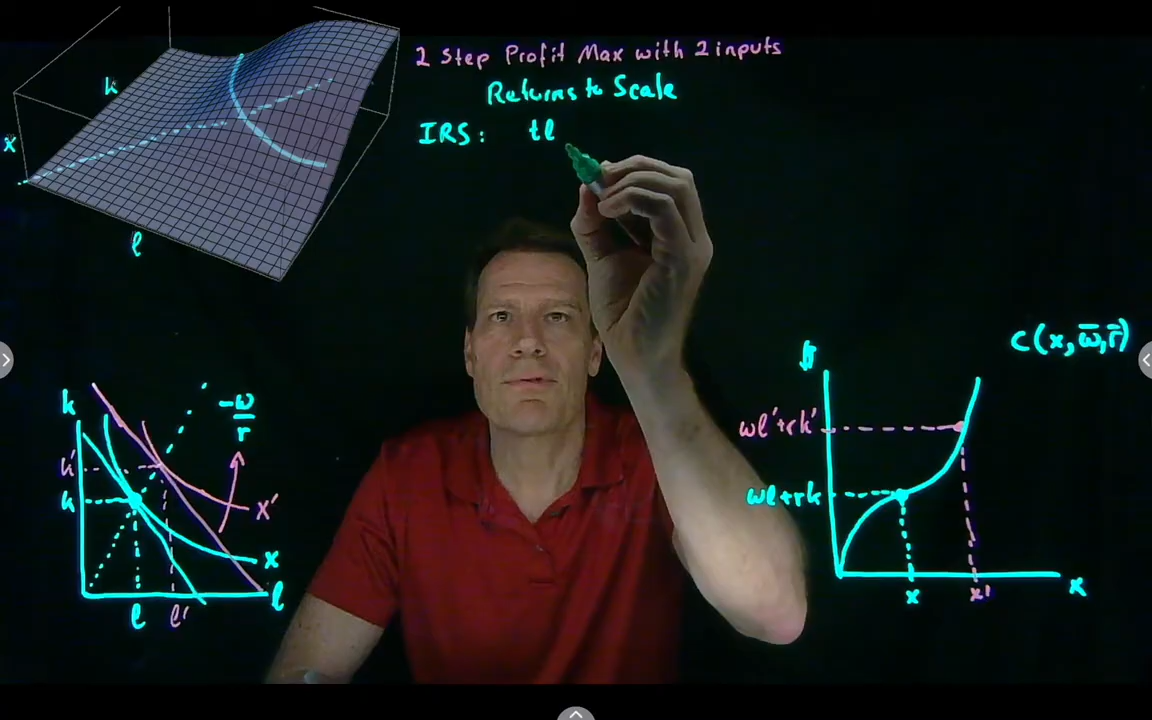 2 Step Profit Max with 2 inputs
Returns to Scale
IRS: tl
k
x
l
k
-w/r
k'
k
x'
x
l
l
l'
$
C(x, w̄, r̄)
wl'+rk'
wl+rk
x
x'
x